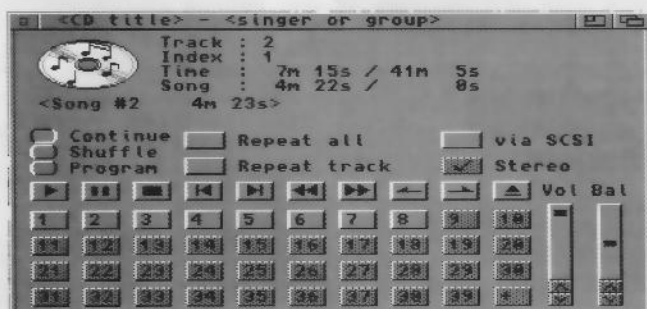 <CD title> - <singer or group>
Track : 2
Index : 1
Time : 7m 15s / 41m 5s
Song : 4m 22s / 8s
<Song #2 4m 23s>
Continue
Shuffle
Program
Repeat all
Repeat track
via SCSI
Stereo
Vol Bal
1 2 3 4 5 6 7 8 9 10
11 12 13 14 15 16 17 18 19 20
21 22 23 24 25 26 27 28 29 30
31 32 33 34 35 36 37 38 39